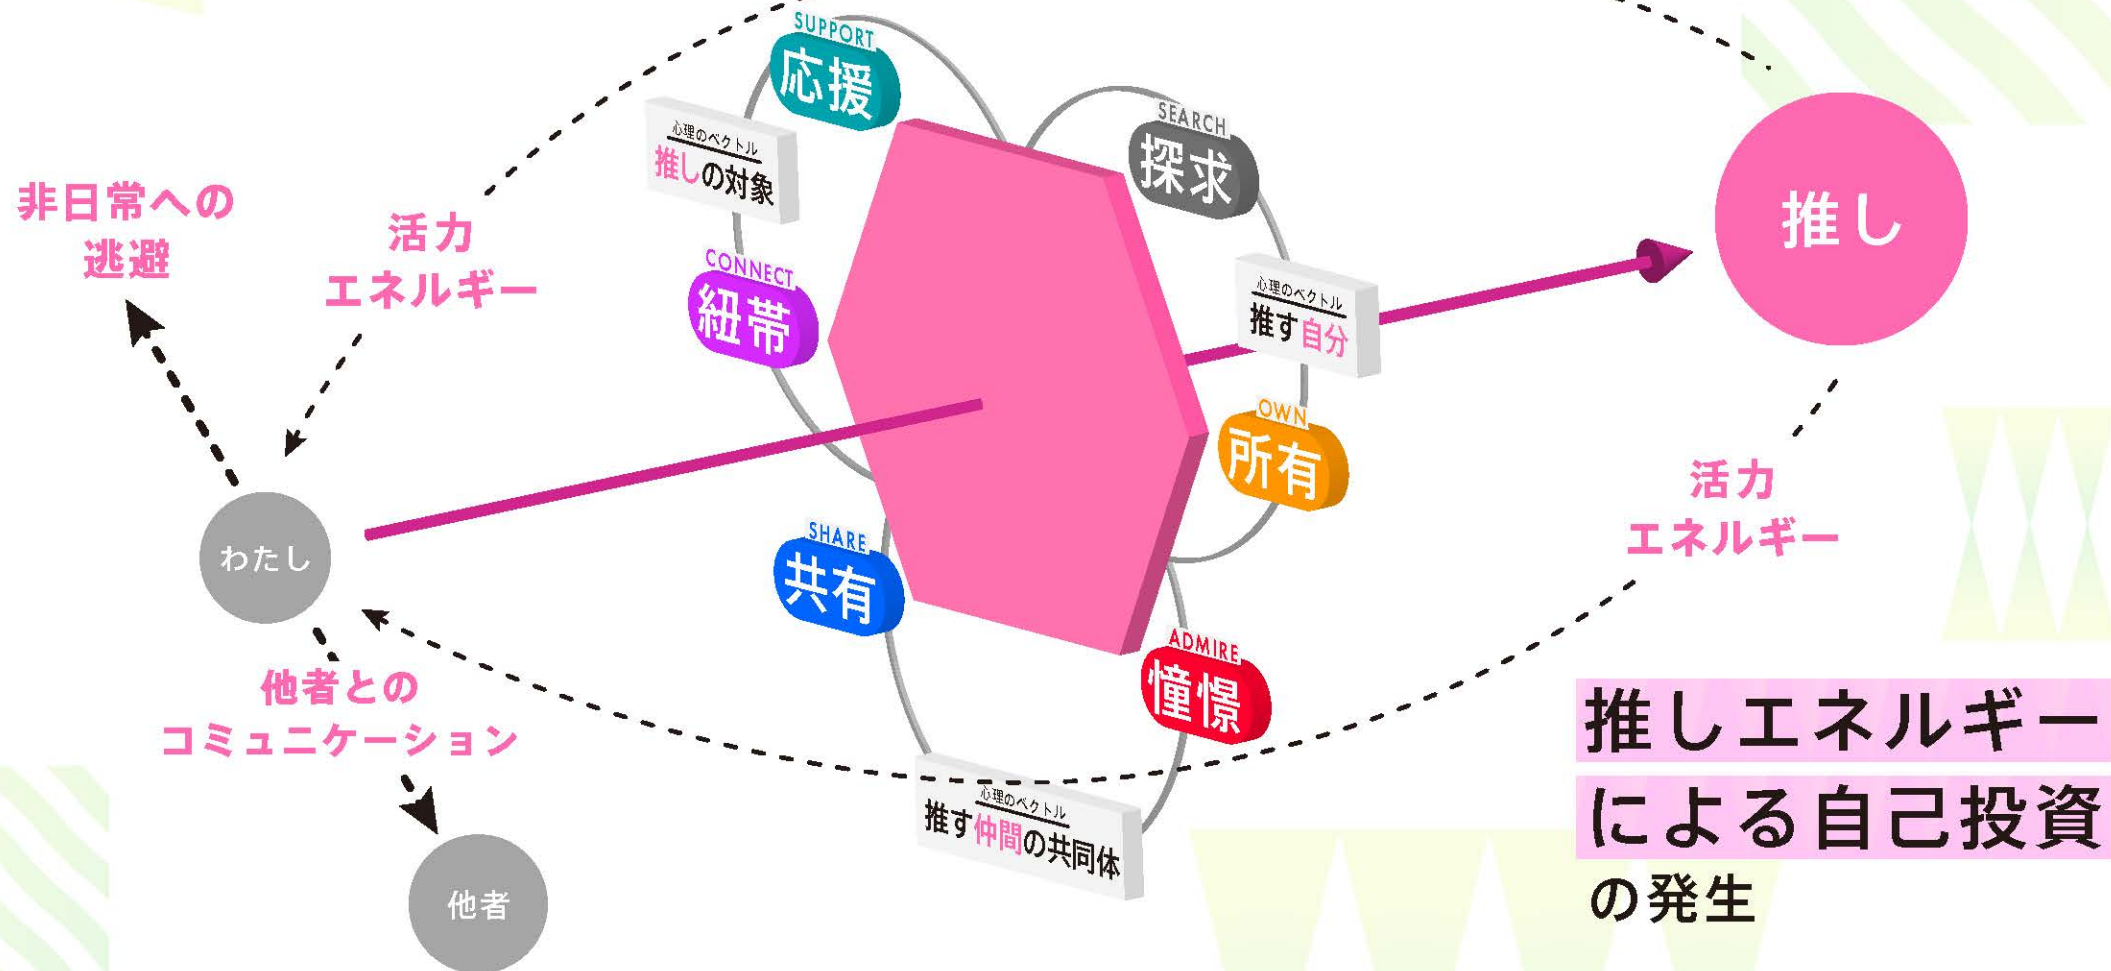 SUPPORT
応援
心理のベクトル
推しの対象
SEARCH
探求
推し
非日常への
逃避
活力
エネルギー
CONNECT
紐帯
心理のベクトル
推す自分
OWN
所有
活力
エネルギー
わたし
SHARE
共有
ADMIRE
憧憬
他者との
コミュニケーション
心理のベクトル
推す仲間の共同体
他者
推しエネルギー
による自己投資
の発生